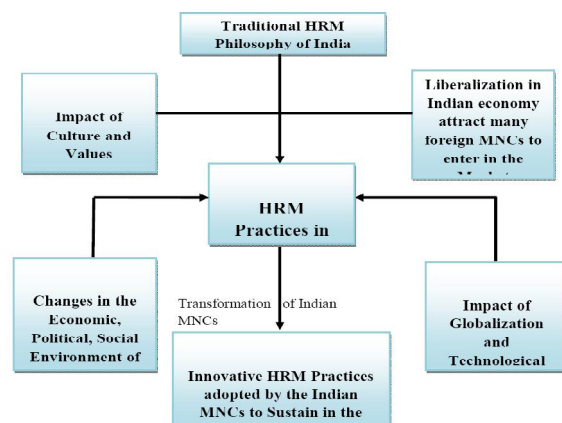 Traditional HRM
Philosophy of India
Impact of
Culture and
Values
Liberalization in
Indian economy
attract many
foreign MNCs to
enter in the
Market
HRM
Practices in
Changes in the
Economic,
Political, Social
Environment of
Transformation of Indian
MNCs
Impact of
Globalization
and
Technological
Innovative HRM Practices
adopted by the Indian
MNCs to Sustain in the